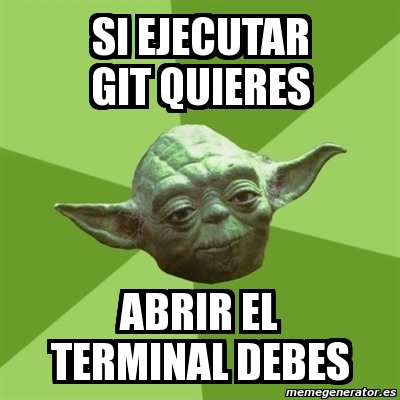 SI EJECUTAR
GIT QUIERES
ABRIR EL
TERMINAL DEBES
memegenerator.es